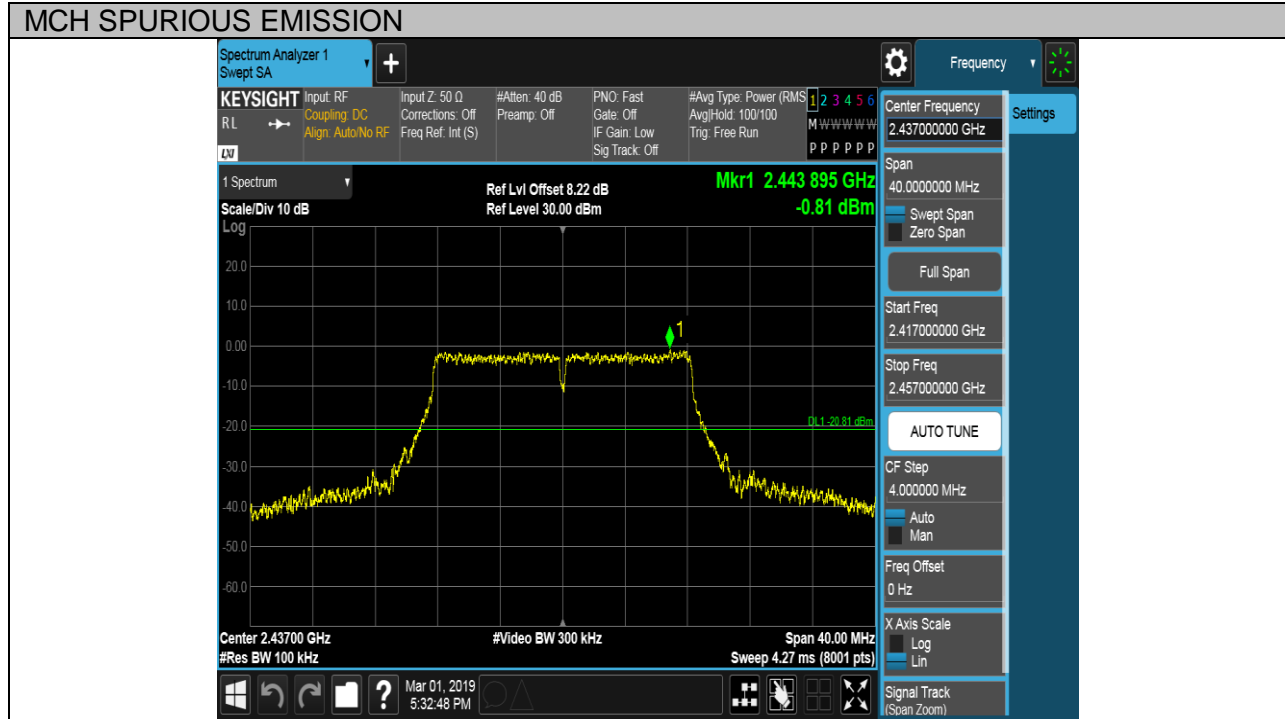 MCH SPURIOUS EMISSION
Spectrum Analyzer 1
Swept SA
+
Frequency
KEYSIGHT
RL
LXI
Input: RF
Coupling: DC
Align: Auto/No RF
Input Z: 50 Ω
Corrections: Off
Freq Ref: Int (S)
#Atten: 40 dB
Preamp: Off
PNO: Fast
Gate: Off
IF Gain: Low
Sig Track: Off
#Avg Type: Power (RMS
Avg|Hold: 100/100
Trig: Free Run
1 2 3 4 5 6
M W W W W W
P P P P P P
1 Spectrum
Scale/Div 10 dB
Log
Ref Lvl Offset 8.22 dB
Ref Level 30.00 dBm
Mkr1 2.443 895 GHz
-0.81 dBm
20.0
10.0
0.00
-10.0
-20.0
-30.0
-40.0
-50.0
-60.0
1
DL1 -20.81 dBm
Center 2.43700 GHz
#Res BW 100 kHz
#Video BW 300 kHz
Span 40.00 MHz
Sweep 4.27 ms (8001 pts)
?
Mar 01, 2019
5:32:48 PM
Center Frequency
2.437000000 GHz
Settings
Span
40.0000000 MHz
Swept Span
Zero Span
Full Span
Start Freq
2.417000000 GHz
Stop Freq
2.457000000 GHz
AUTO TUNE
CF Step
4.000000 MHz
Auto
Man
Freq Offset
0 Hz
X Axis Scale
Log
Lin
Signal Track
(Span Zoom)